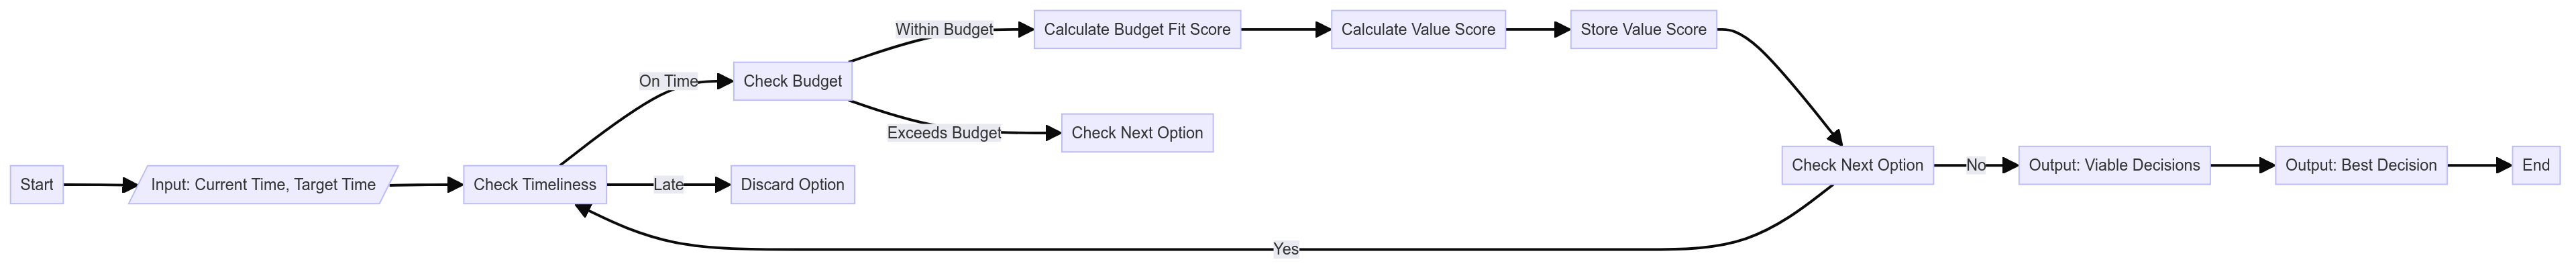 Within Budget
Calculate Budget Fit Score
Calculate Value Score
Store Value Score
On Time
Check Budget
Exceeds Budget
Check Next Option
Start
Input: Current Time, Target Time
Check Timeliness
Late
Discard Option
Check Next Option
No
Output: Viable Decisions
Output: Best Decision
End
Yes